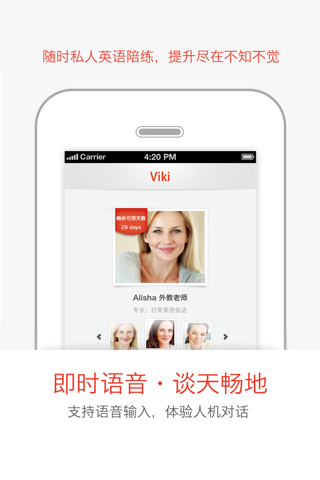 随时私人英语陪练，提升尽在不知不觉
Carrier
4:20 PM
Viki
剩余可用天数
29 days
Alisha 外教老师
专长：日常英语会话
即时语音·谈天畅地
支持语音输入，体验人机对话